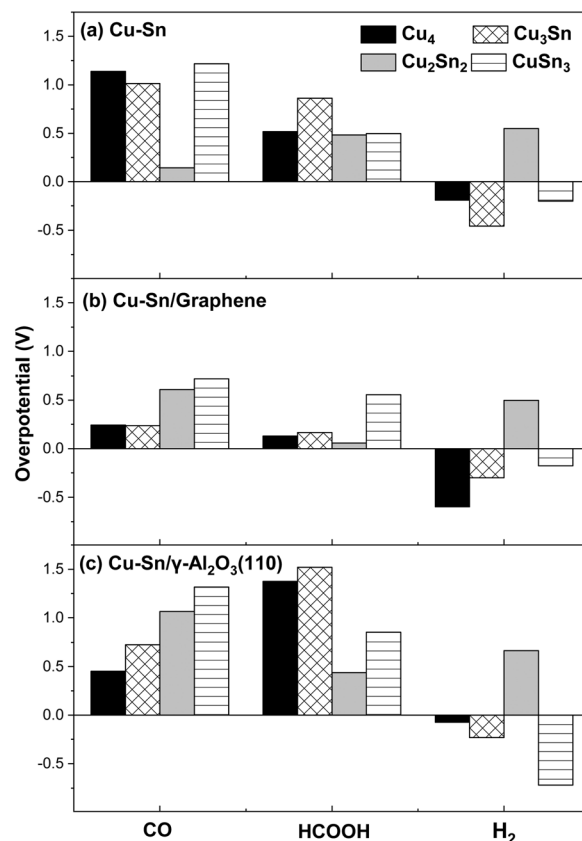 (a) Cu-Sn
Cu₄ Cu₃Sn
Cu₂Sn₂ CuSn₃
1.5
1.0
0.5
0.0
-0.5
(b) Cu-Sn/Graphene
1.5
1.0
0.5
0.0
-0.5
Overpotential (V)
(c) Cu-Sn/γ-Al₂O₃(110)
1.5
1.0
0.5
0.0
-0.5
CO HCOOH H₂